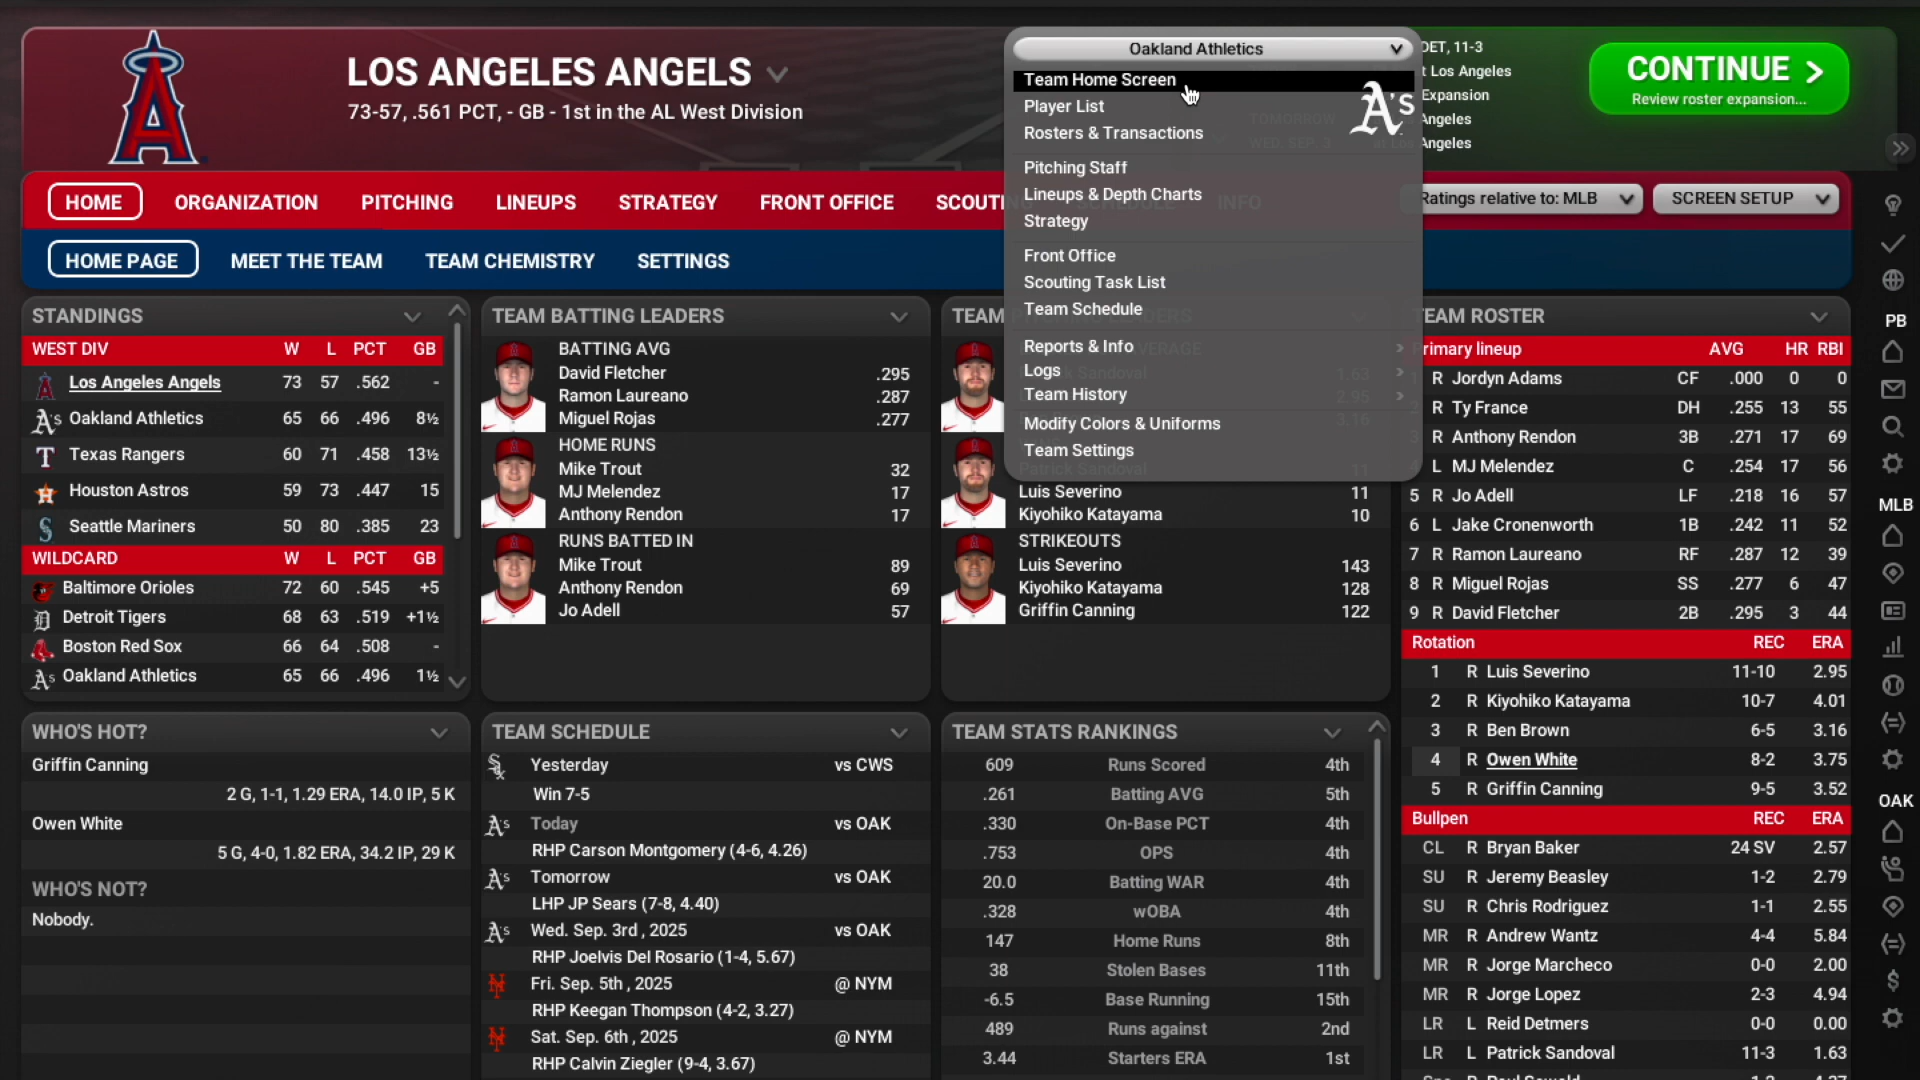 LOS ANGELES ANGELS
73-57, .561 PCT, - GB - 1st in the AL West Division
Oakland Athletics
Team Home Screen
Player List
Rosters & Transactions
Pitching Staff
Lineups & Depth Charts
Strategy
Front Office
Scouting Task List
Team Schedule
Reports & Info
Logs
Team History
Modify Colors & Uniforms
Team Settings
A's
TOMORROW
WED. SEP. 3
DET, 11-3
t Los Angeles
Expansion
Angeles
at Los Angeles
CONTINUE
Review roster expansion...
HOME ORGANIZATION PITCHING LINEUPS STRATEGY FRONT OFFICE SCOUTING SCHEDULE INFO
Ratings relative to: MLB
SCREEN SETUP
HOME PAGE MEET THE TEAM TEAM CHEMISTRY SETTINGS
STANDINGS
WEST DIV W L PCT GB
Los Angeles Angels 73 57 .562 -
Oakland Athletics 65 66 .496 8½
Texas Rangers 60 71 .458 13½
Houston Astros 59 73 .447 15
Seattle Mariners 50 80 .385 23
WILDCARD W L PCT GB
Baltimore Orioles 72 60 .545 +5
Detroit Tigers 68 63 .519 +1½
Boston Red Sox 66 64 .508 -
Oakland Athletics 65 66 .496 1½
TEAM BATTING LEADERS
BATTING AVG
David Fletcher .295
Ramon Laureano .287
Miguel Rojas .277
HOME RUNS
Mike Trout 32
MJ Melendez 17
Anthony Rendon 17
RUNS BATTED IN
Mike Trout 89
Anthony Rendon 69
Jo Adell 57
TEAM PITCHING LEADERS
AVERAGE
Sandoval 1.63
2.95
3.16
Patrick Sandoval 11
Luis Severino 11
Kiyohiko Katayama 10
STRIKEOUTS
Luis Severino 143
Kiyohiko Katayama 128
Griffin Canning 122
TEAM ROSTER
Primary lineup AVG HR RBI
1 R Jordyn Adams CF .000 0 0
2 R Ty France DH .255 13 55
3 R Anthony Rendon 3B .271 17 69
4 L MJ Melendez C .254 17 56
5 R Jo Adell LF .218 16 57
6 L Jake Cronenworth 1B .242 11 52
7 R Ramon Laureano RF .287 12 39
8 R Miguel Rojas SS .277 6 47
9 R David Fletcher 2B .295 3 44
Rotation REC ERA
1 R Luis Severino 11-10 2.95
2 R Kiyohiko Katayama 10-7 4.01
3 R Ben Brown 6-5 3.16
4 R Owen White 8-2 3.75
5 R Griffin Canning 9-5 3.52
Bullpen REC ERA
CL R Bryan Baker 24 SV 2.57
SU R Jeremy Beasley 1-2 2.79
SU R Chris Rodriguez 1-1 2.55
MR R Andrew Wantz 4-4 5.84
MR R Jorge Marcheco 0-0 2.00
MR R Jorge Lopez 2-3 4.94
LR L Reid Detmers 0-0 0.00
LR L Patrick Sandoval 11-3 1.63
WHO'S HOT?
Griffin Canning
2 G, 1-1, 1.29 ERA, 14.0 IP, 5 K
Owen White
5 G, 4-0, 1.82 ERA, 34.2 IP, 29 K
WHO'S NOT?
Nobody.
TEAM SCHEDULE
Yesterday vs CWS
Win 7-5
Today vs OAK
RHP Carson Montgomery (4-6, 4.26)
Tomorrow vs OAK
LHP JP Sears (7-8, 4.40)
Wed. Sep. 3rd , 2025 vs OAK
RHP Joelvis Del Rosario (1-4, 5.67)
Fri. Sep. 5th , 2025 @ NYM
RHP Keegan Thompson (4-2, 3.27)
Sat. Sep. 6th , 2025 @ NYM
RHP Calvin Ziegler (9-4, 3.67)
TEAM STATS RANKINGS
609 Runs Scored 4th
.261 Batting AVG 5th
.330 On-Base PCT 4th
.753 OPS 4th
20.0 Batting WAR 4th
.328 wOBA 4th
147 Home Runs 8th
38 Stolen Bases 11th
-6.5 Base Running 15th
489 Runs against 2nd
3.44 Starters ERA 1st
PB
MLB
OAK